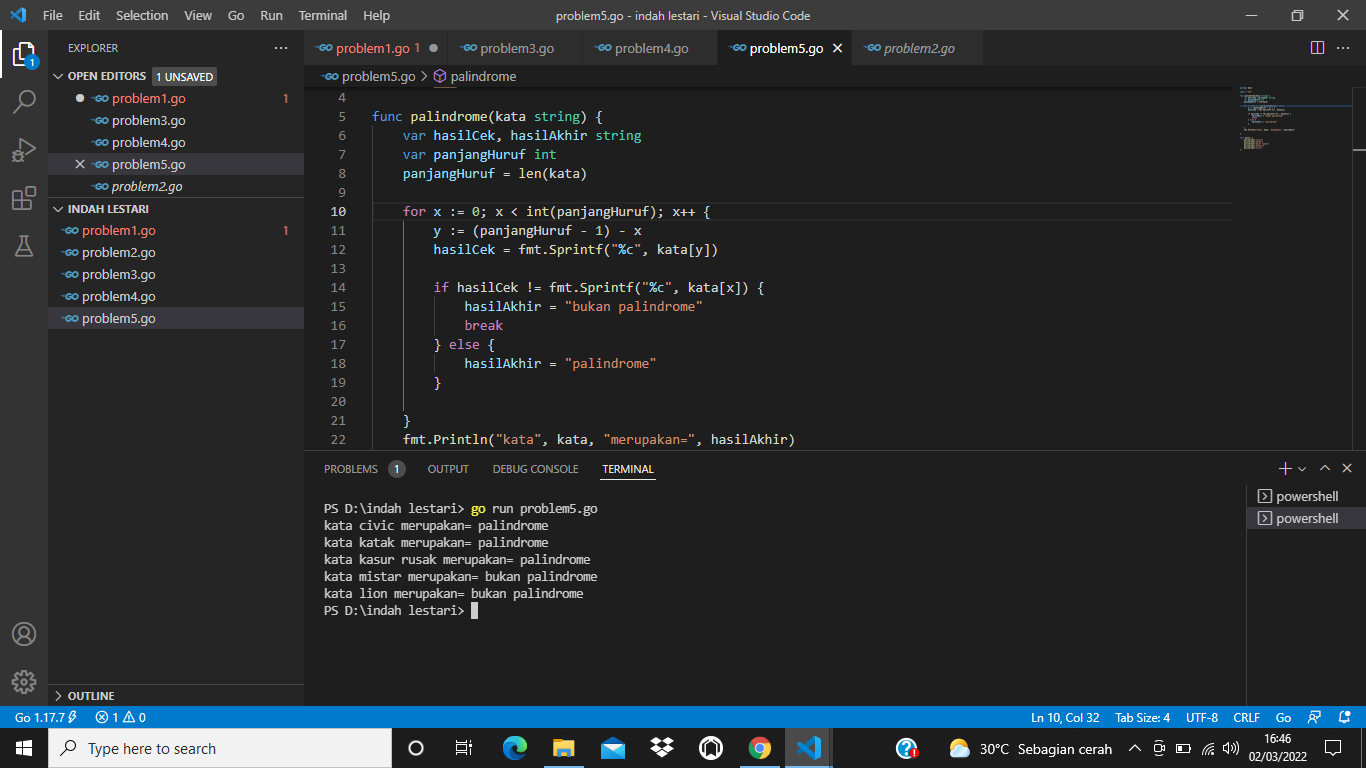 File Edit Selection View Go Run Terminal Help
problem5.go - indah lestari - Visual Studio Code
EXPLORER
OPEN EDITORS 1 UNSAVED
problem1.go 1
problem3.go
problem4.go
problem5.go
problem2.go
INDAH LESTARI
problem1.go 1
problem2.go
problem3.go
problem4.go
problem5.go
OUTLINE
problem1.go 1 problem3.go problem4.go problem5.go problem2.go
problem5.go > palindrome
4
5 func palindrome(kata string) {
6 var hasilCek, hasilAkhir string
7 var panjangHuruf int
8 panjangHuruf = len(kata)
9
10 for x := 0; x < int(panjangHuruf); x++ {
11 y := (panjangHuruf - 1) - x
12 hasilCek = fmt.Sprintf("%c", kata[y])
13
14 if hasilCek != fmt.Sprintf("%c", kata[x]) {
15 hasilAkhir = "bukan palindrome"
16 break
17 } else {
18 hasilAkhir = "palindrome"
19 }
20
21 }
22 fmt.Println("kata", kata, "merupakan=", hasilAkhir)
PROBLEMS 1 OUTPUT DEBUG CONSOLE TERMINAL
PS D:\indah lestari> go run problem5.go
kata civic merupakan= palindrome
kata katak merupakan= palindrome
kata kasur rusak merupakan= palindrome
kata mistar merupakan= bukan palindrome
kata lion merupakan= bukan palindrome
PS D:\indah lestari>
powershell
powershell
Go 1.17.7 1 0 Ln 10, Col 32 Tab Size: 4 UTF-8 CRLF Go
Type here to search
30°C Sebagian cerah
16:46
02/03/2022